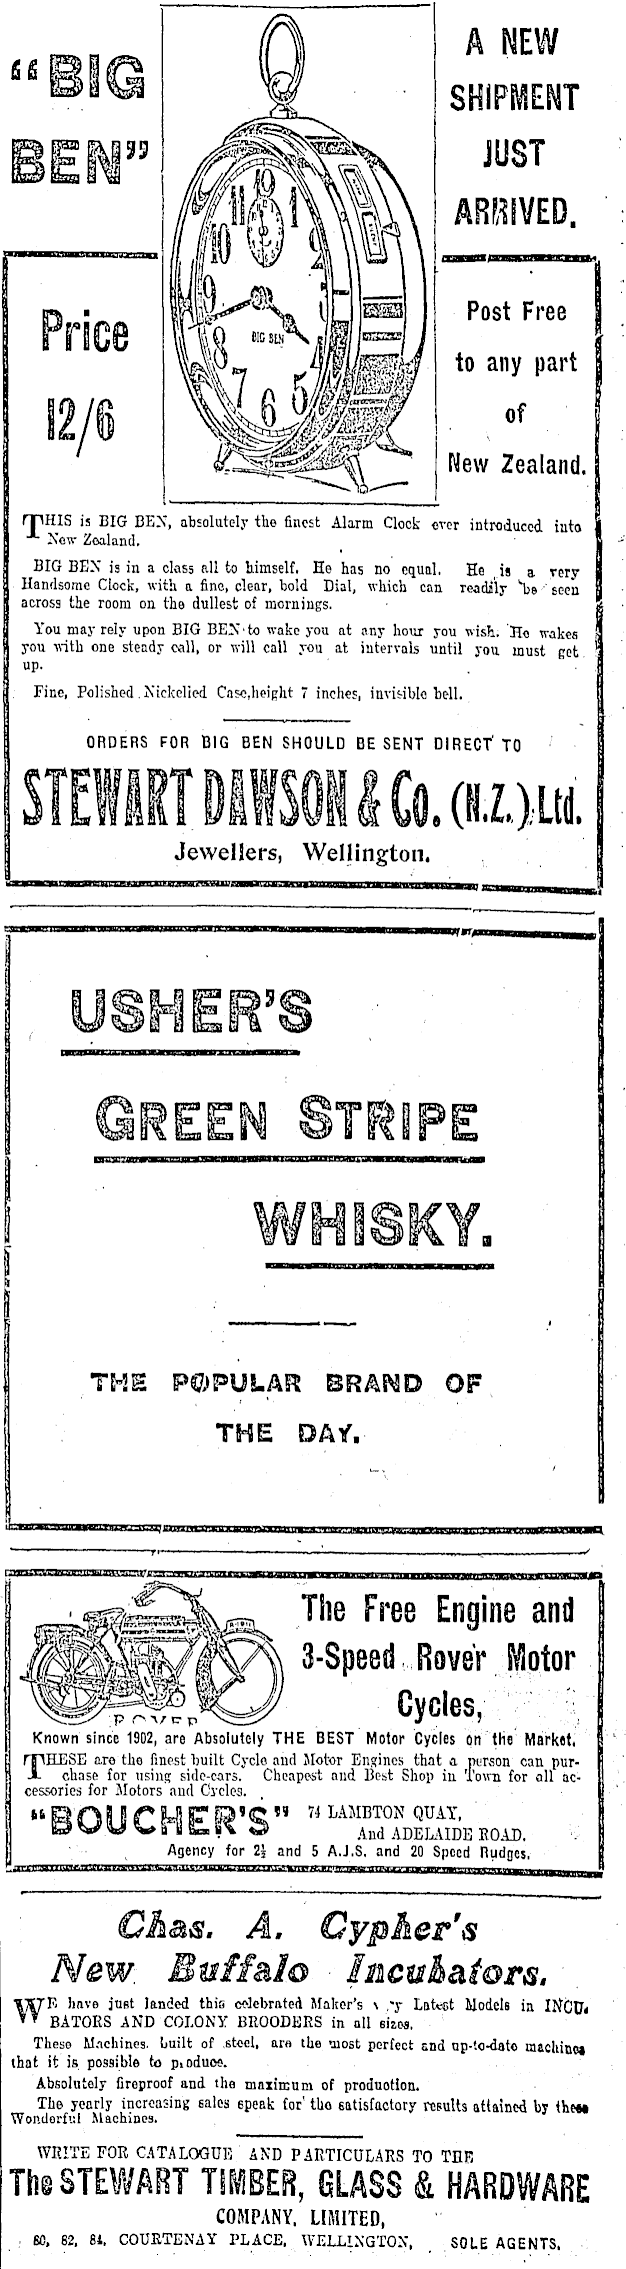 "BIG
BEN"
A NEW
SHIPMENT
JUST
ARRIVED.
Price
12/6
12
1
2
11
10
9
8
7
6
5
4
BIG BEN
Post Free
to any part
of
New Zealand.
THIS is BIG BEN, absolutely the finest Alarm Clock ever introduced into
New Zealand.
BIG BEN is in a class all to himself. He has no equal. He is a very
Handsome Clock, with a fine, clear, bold Dial, which can readily be seen
across the room on the dullest of mornings.
You may rely upon BIG BEN to wake you at any hour you wish. He wakes
you with one steady call, or will call you at intervals until you must get
up.
Fine, Polished Nickelled Case, height 7 inches, invisible bell.
ORDERS FOR BIG BEN SHOULD BE SENT DIRECT TO
STEWART DAWSON & Co. (N.Z.) Ltd.
Jewellers, Wellington.
USHER'S
GREEN STRIPE
WHISKY.
THE POPULAR BRAND OF
THE DAY.
ROVER
The Free Engine and
3-Speed Rover Motor
Cycles,
Known since 1902, are Absolutely THE BEST Motor Cycles on the Market.
THESE are the finest built Cycle and Motor Engines that a person can pur-
chase for using side-cars. Cheapest and Best Shop in Town for all ac-
cessories for Motors and Cycles.
"BOUCHER'S" 74 LAMBTON QUAY,
And ADELAIDE ROAD.
Agency for 2½ and 5 A.J.S. and 20 Speed Rudges.
Chas. A. Cypher's
New Buffalo Incubators.
WE have just landed this celebrated Maker's Latest Models in INCU-
BATORS AND COLONY BROODERS in all sizes.
These Machines, built of steel, are the most perfect and up-to-date machines
that it is possible to produce.
Absolutely fireproof and the maximum of production.
The yearly increasing sales speak for the satisfactory results attained by these
Wonderful Machines.
WRITE FOR CATALOGUE AND PARTICULARS TO THE
The STEWART TIMBER, GLASS & HARDWARE
COMPANY, LIMITED,
80, 82, 84, COURTENAY PLACE, WELLINGTON, SOLE AGENTS.